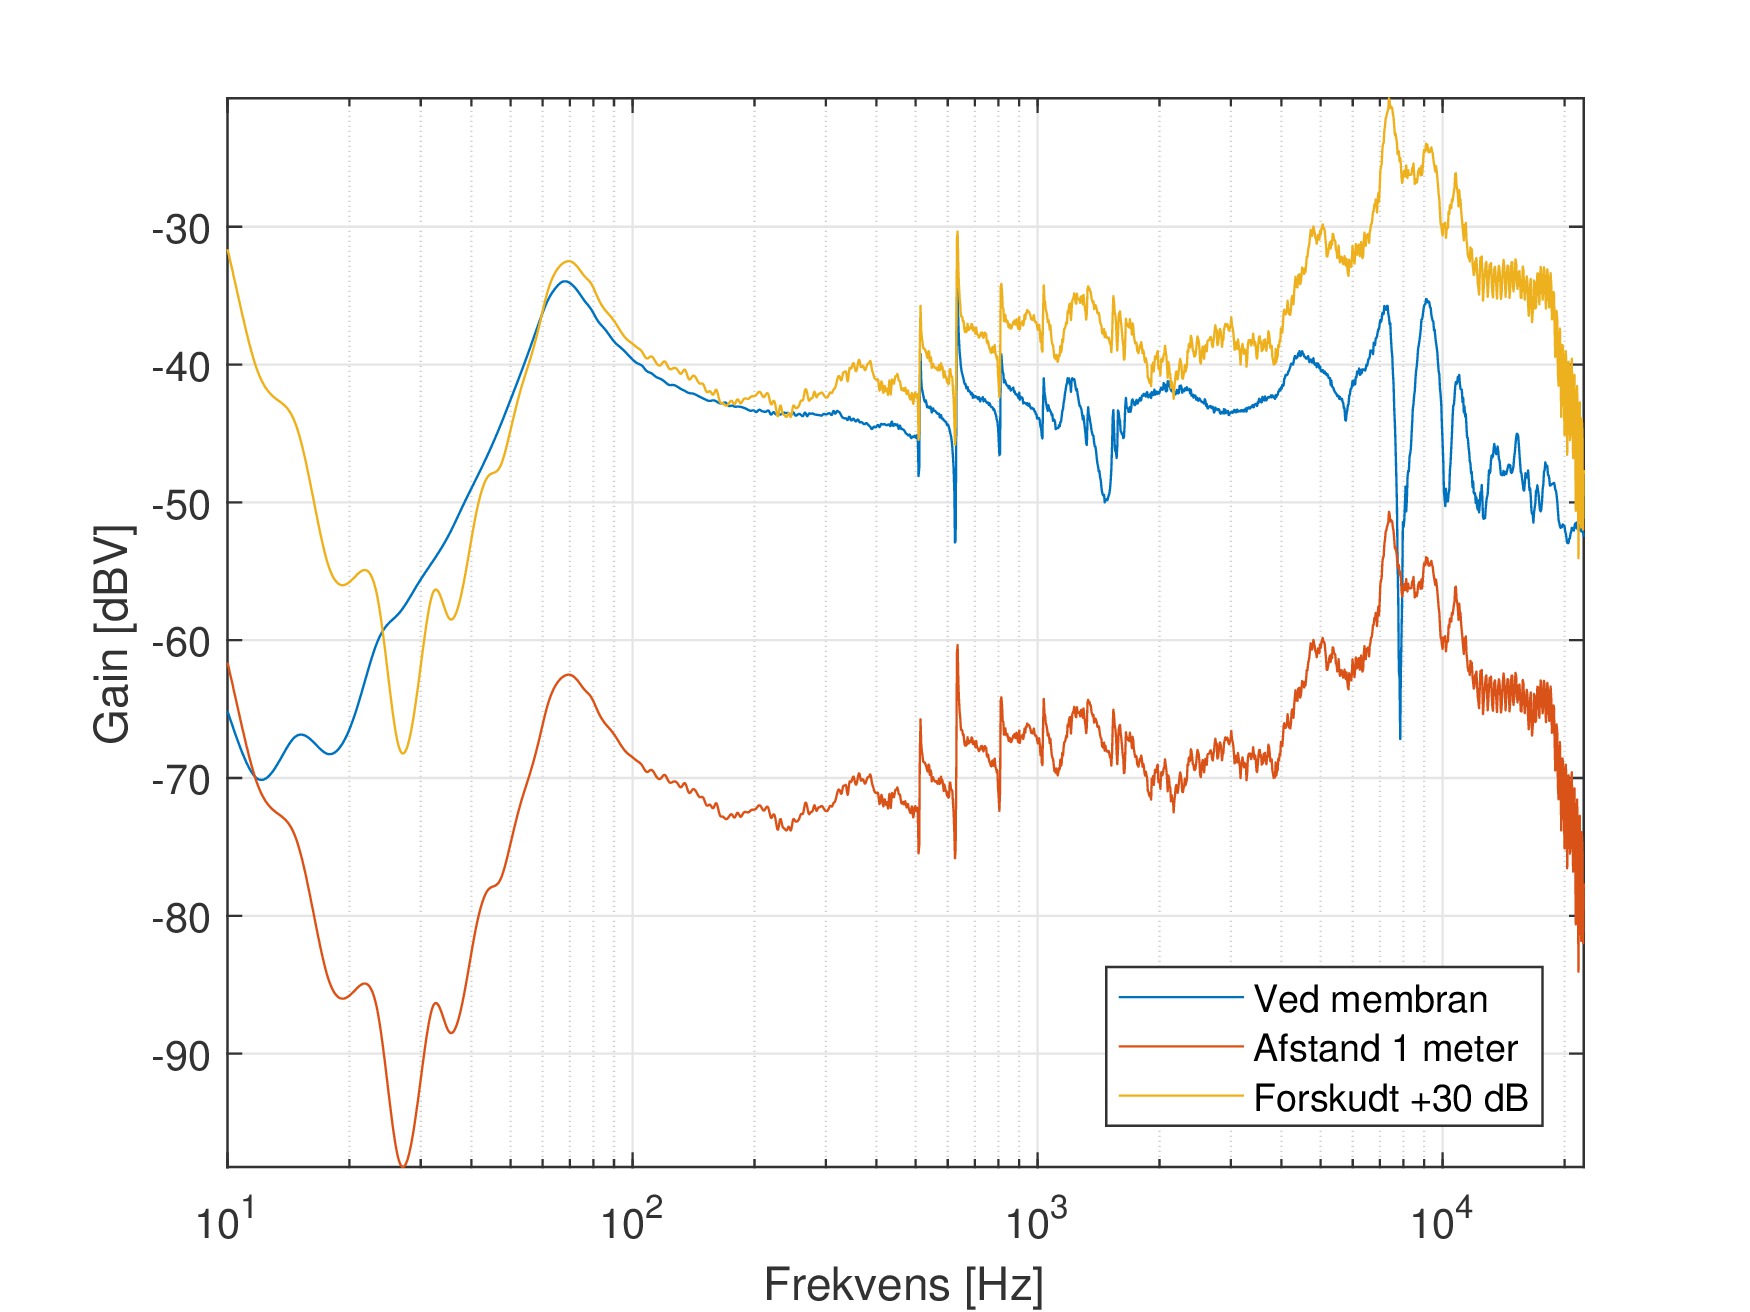 -30
-40
-50
-60
-70
-80
-90
Gain [dBV]
10^1 10^2 10^3 10^4
Frekvens [Hz]
Ved membran
Afstand 1 meter
Forskudt +30 dB